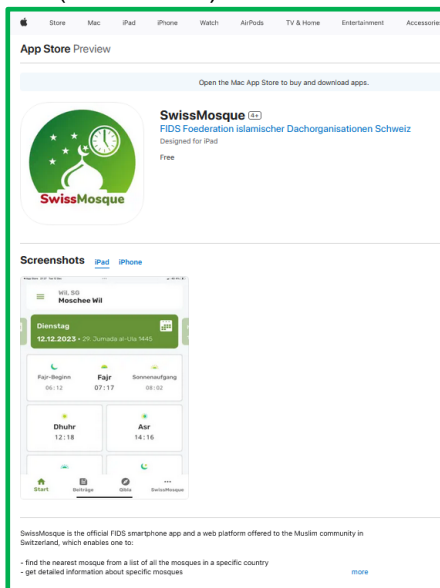 Store Mac iPad iPhone Watch AirPods TV & Home Entertainment Accessories
App Store Preview
Open the Mac App Store to buy and download apps.
SwissMosque 4+
FIDS Foederation islamischer Dachorganisationen Schweiz
Designed for iPad
Free
SwissMosque
Screenshots iPad iPhone
Wil, SG
Moschee Wil
Dienstag
12.12.2023 • 29. Jumada al-Ula 1445
Fajr-Beginn Fajr Sonnenaufgang
06:12 07:17 08:02
Dhuhr Asr
12:18 14:16
Start Beiträge Qibla SwissMosque
SwissMosque is the official FIDS smartphone app and a web platform offered to the Muslim community in
Switzerland, which enables one to:
- find the nearest mosque from a list of all the mosques in a specific country
- get detailed information about specific mosques more